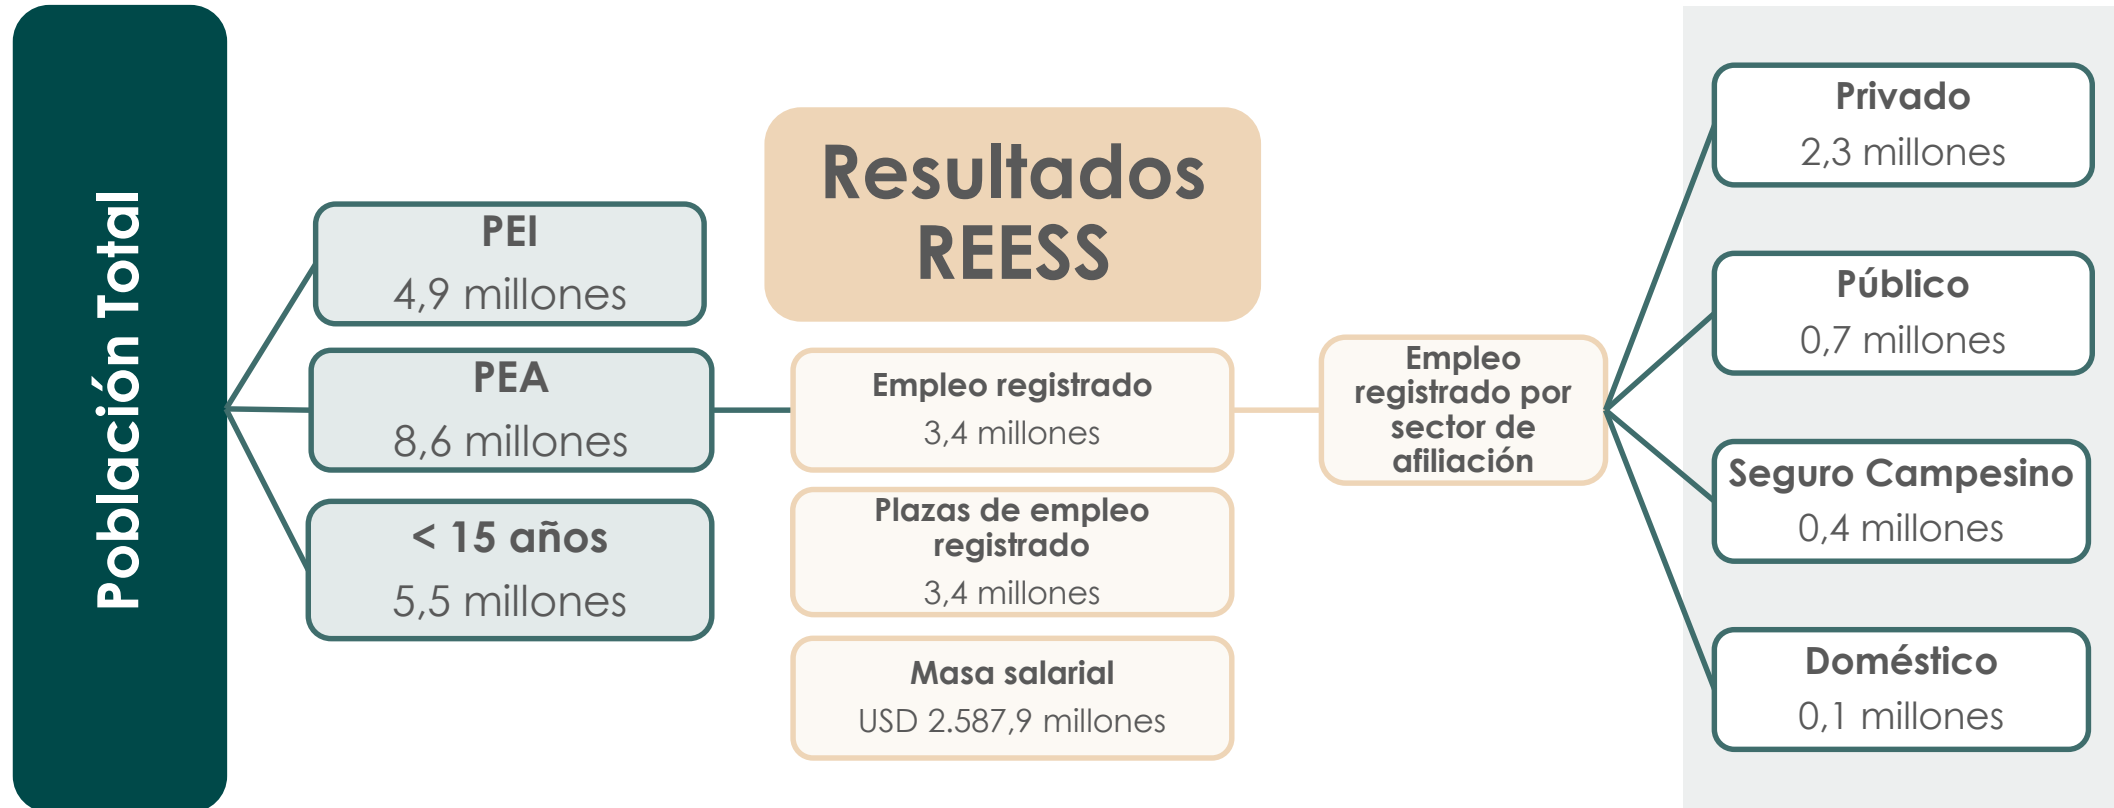 Población Total
PEI
4,9 millones
PEA
8,6 millones
< 15 años
5,5 millones
Resultados
REESS
Empleo registrado
3,4 millones
Plazas de empleo
registrado
3,4 millones
Masa salarial
USD 2.587,9 millones
Empleo
registrado por
sector de
afiliación
Privado
2,3 millones
Público
0,7 millones
Seguro Campesino
0,4 millones
Doméstico
0,1 millones